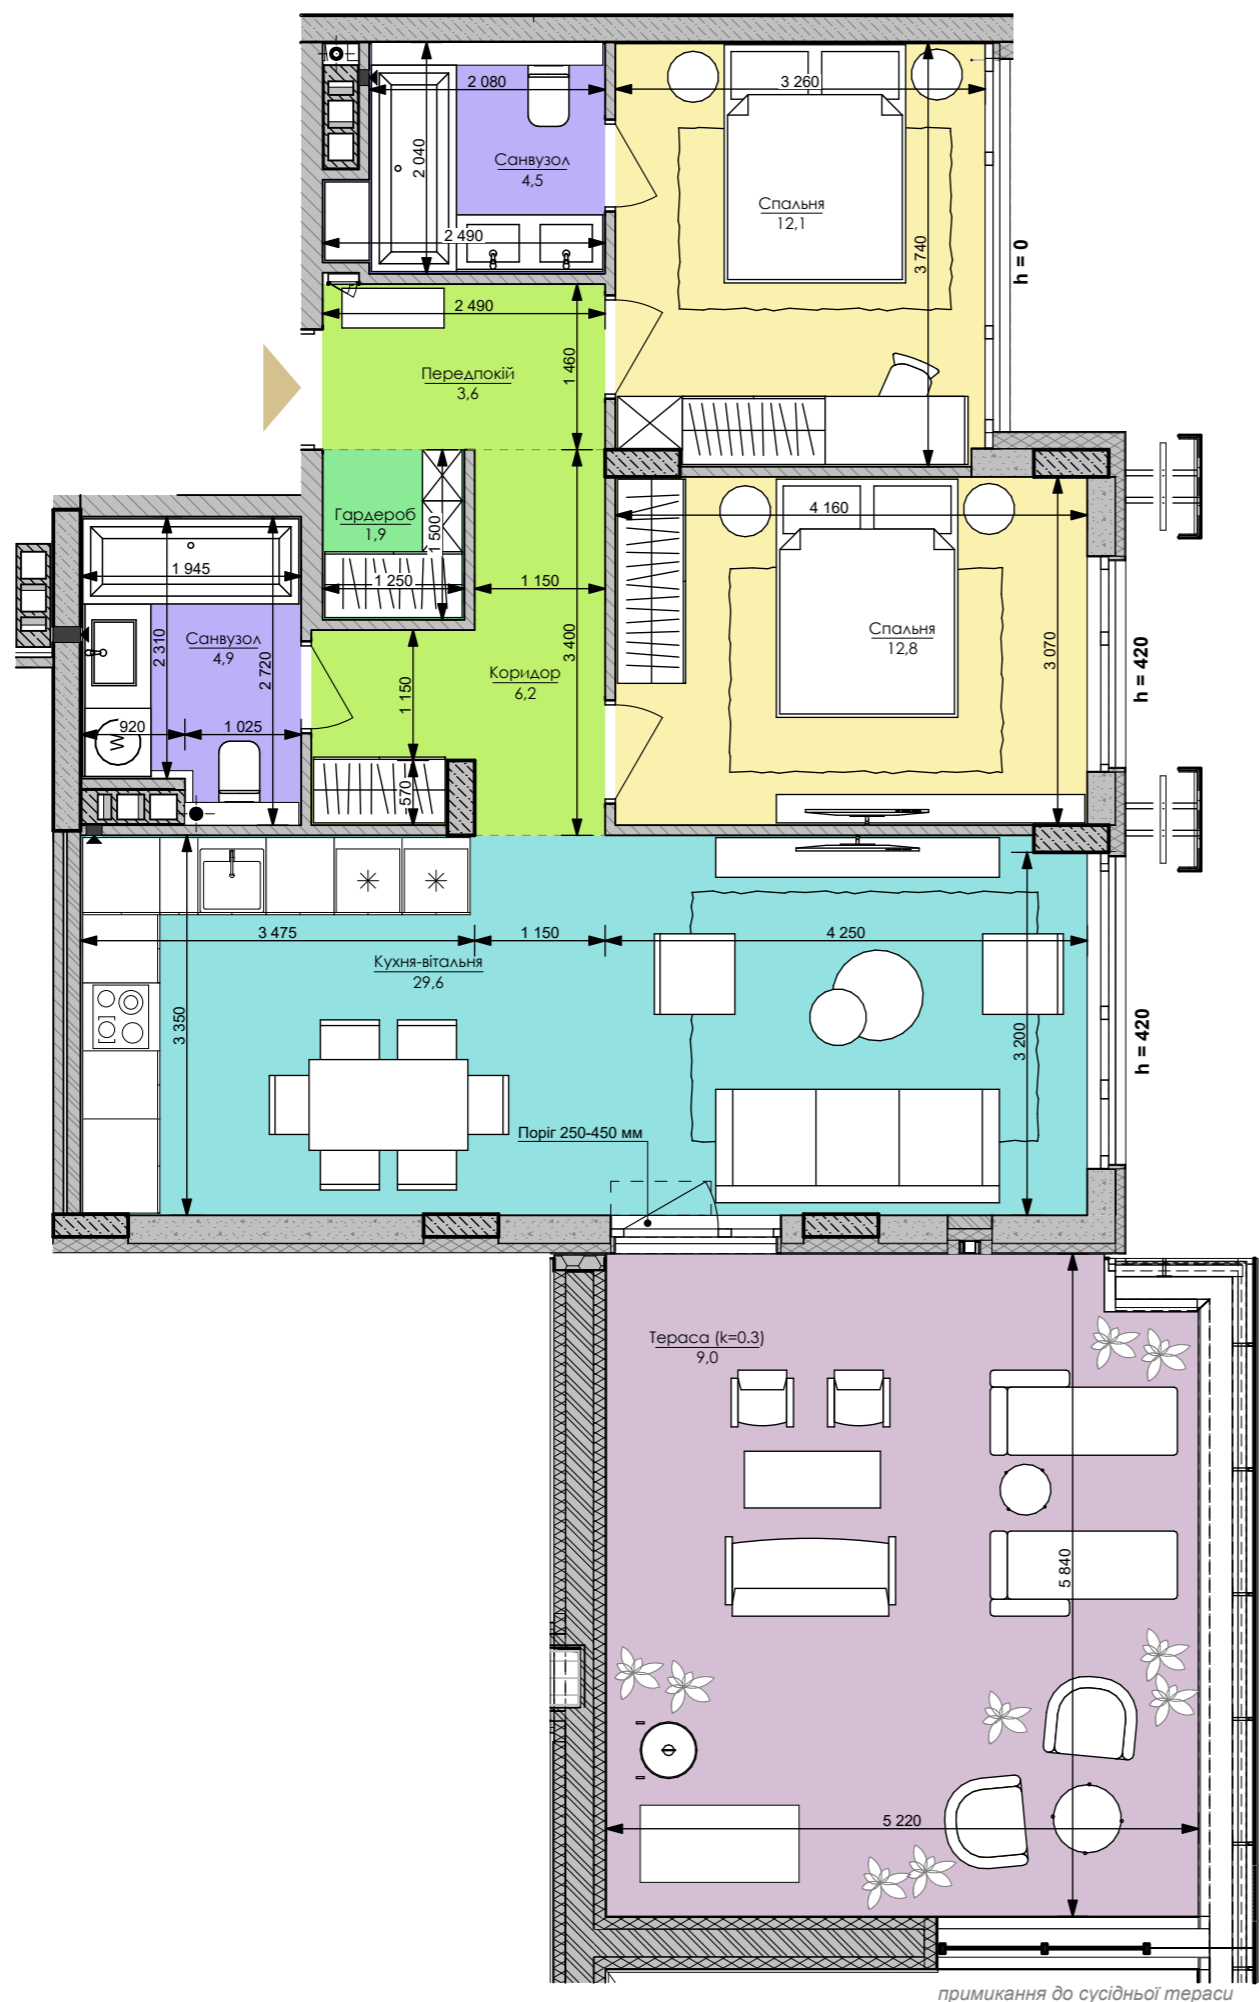 2 080
3 260
2 040
Санвузол
4,5
Спальня
12,1
2 490
3 740
h = 0
2 490
1 460
Передпокій
3,6
Гардероб
1,9
1 500
4 160
1 945
1 250
1 150
2 310
Санвузол
4,9
2 720
3 400
Спальня
12,8
3 070
h = 420
Коридор
6,2
1 150
920
1 025
W
570
3 475
1 150
4 250
Кухня-вітальня
29,6
3 350
3 200
h = 420
Поріг 250-450 мм
Тераса (k=0.3)
9,0
5 840
5 220
примикання до сусідньої тераси